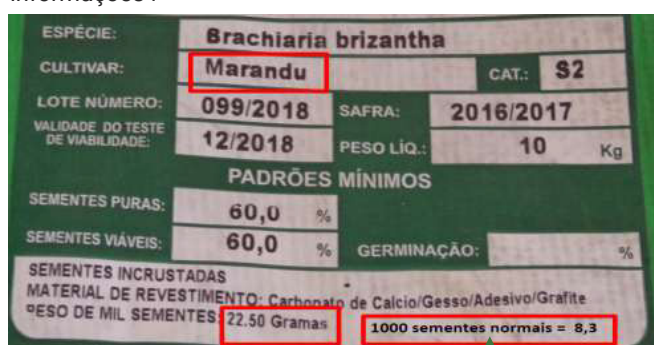 ESPÉCIE: Brachiaria brizantha
CULTIVAR: Marandu CAT.: S2
LOTE NÚMERO: 099/2018 SAFRA: 2016/2017
VALIDADE DO TESTE
DE VIABILIDADE: 12/2018 PESO LÍQ.: 10 Kg
PADRÕES MÍNIMOS
SEMENTES PURAS: 60,0 %
SEMENTES VIÁVEIS: 60,0 % GERMINAÇÃO: %
SEMENTES INCRUSTADAS
MATERIAL DE REVESTIMENTO: Carbonato de Calcio/Gesso/Adesivo/Grafite
PESO DE MIL SEMENTES: 22.50 Gramas
1000 sementes normais = 8,3